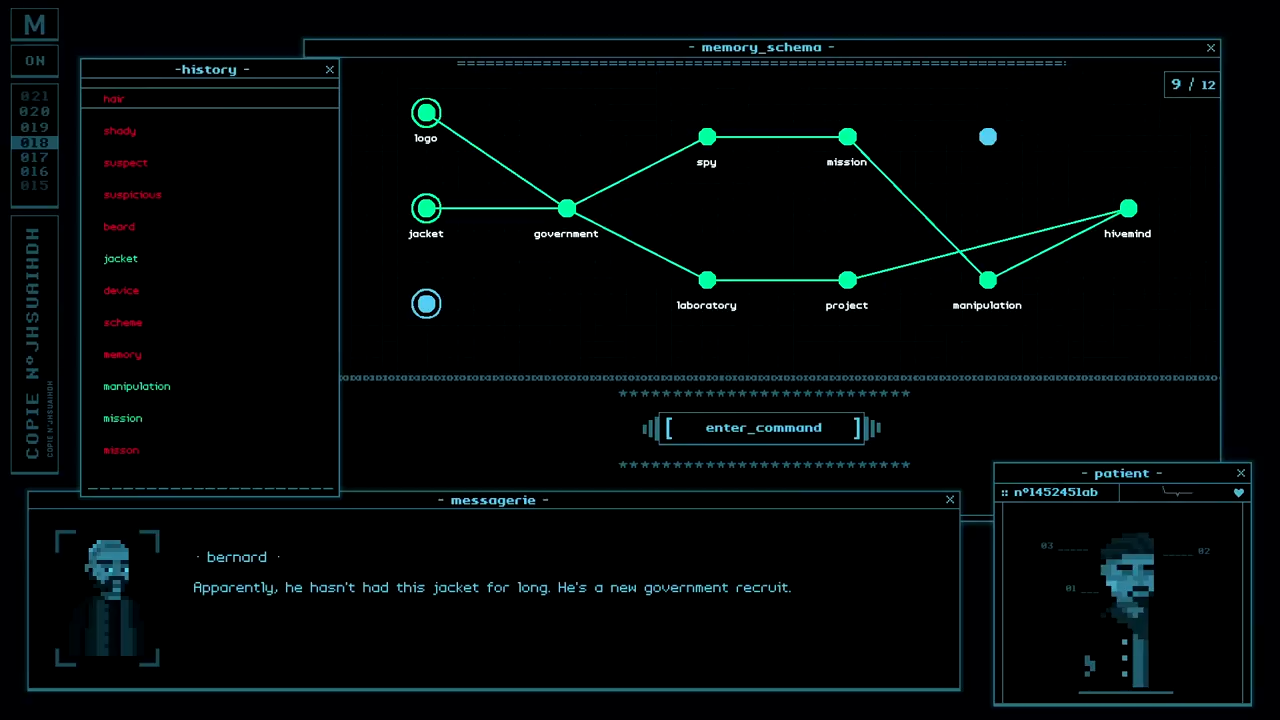 M
ON
021
020
019
018
017
016
015
COPIE N°JHSUAIHDH
COPIE N°JHSUAIHDH
-history -
hair
shady
suspect
suspicious
beard
jacket
device
scheme
memory
manipulation
mission
misson
- memory_schema -
9 / 12
logo
spy
mission
jacket
government
hivemind
laboratory
project
manipulation
[ enter_command ]
- messagerie -
· bernard ·
Apparently, he hasn't had this jacket for long. He's a new government recruit.
- patient -
:: n°1452451ab
03
02
01